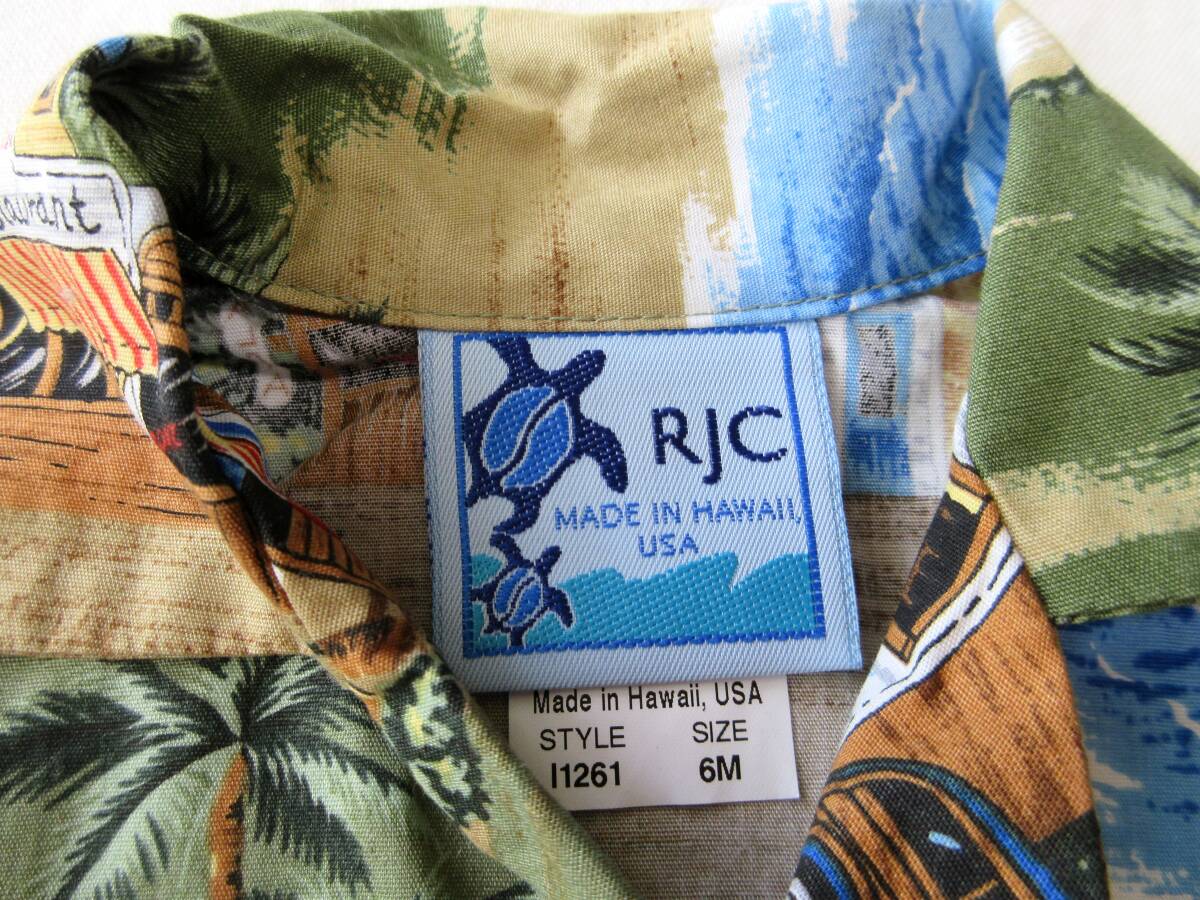 RJC
MADE IN HAWAII,
USA
Made in Hawaii, USA
STYLE SIZE
I1261 6M